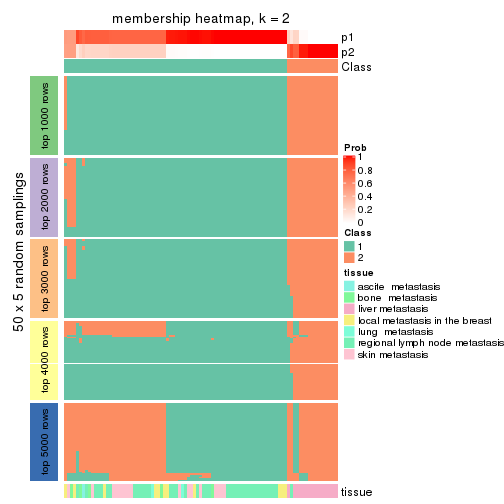 membership heatmap, k = 2
p1
p2
Class
50 x 5 random samplings
top 1000 rows
top 2000 rows
top 3000 rows
top 4000 rows
top 5000 rows
Prob
1
0.8
0.6
0.4
0.2
0
Class
1
2
tissue
ascite metastasis
bone metastasis
liver metastasis
local metastasis in the breast
lung metastasis
regional lymph node metastasis
skin metastasis
tissue